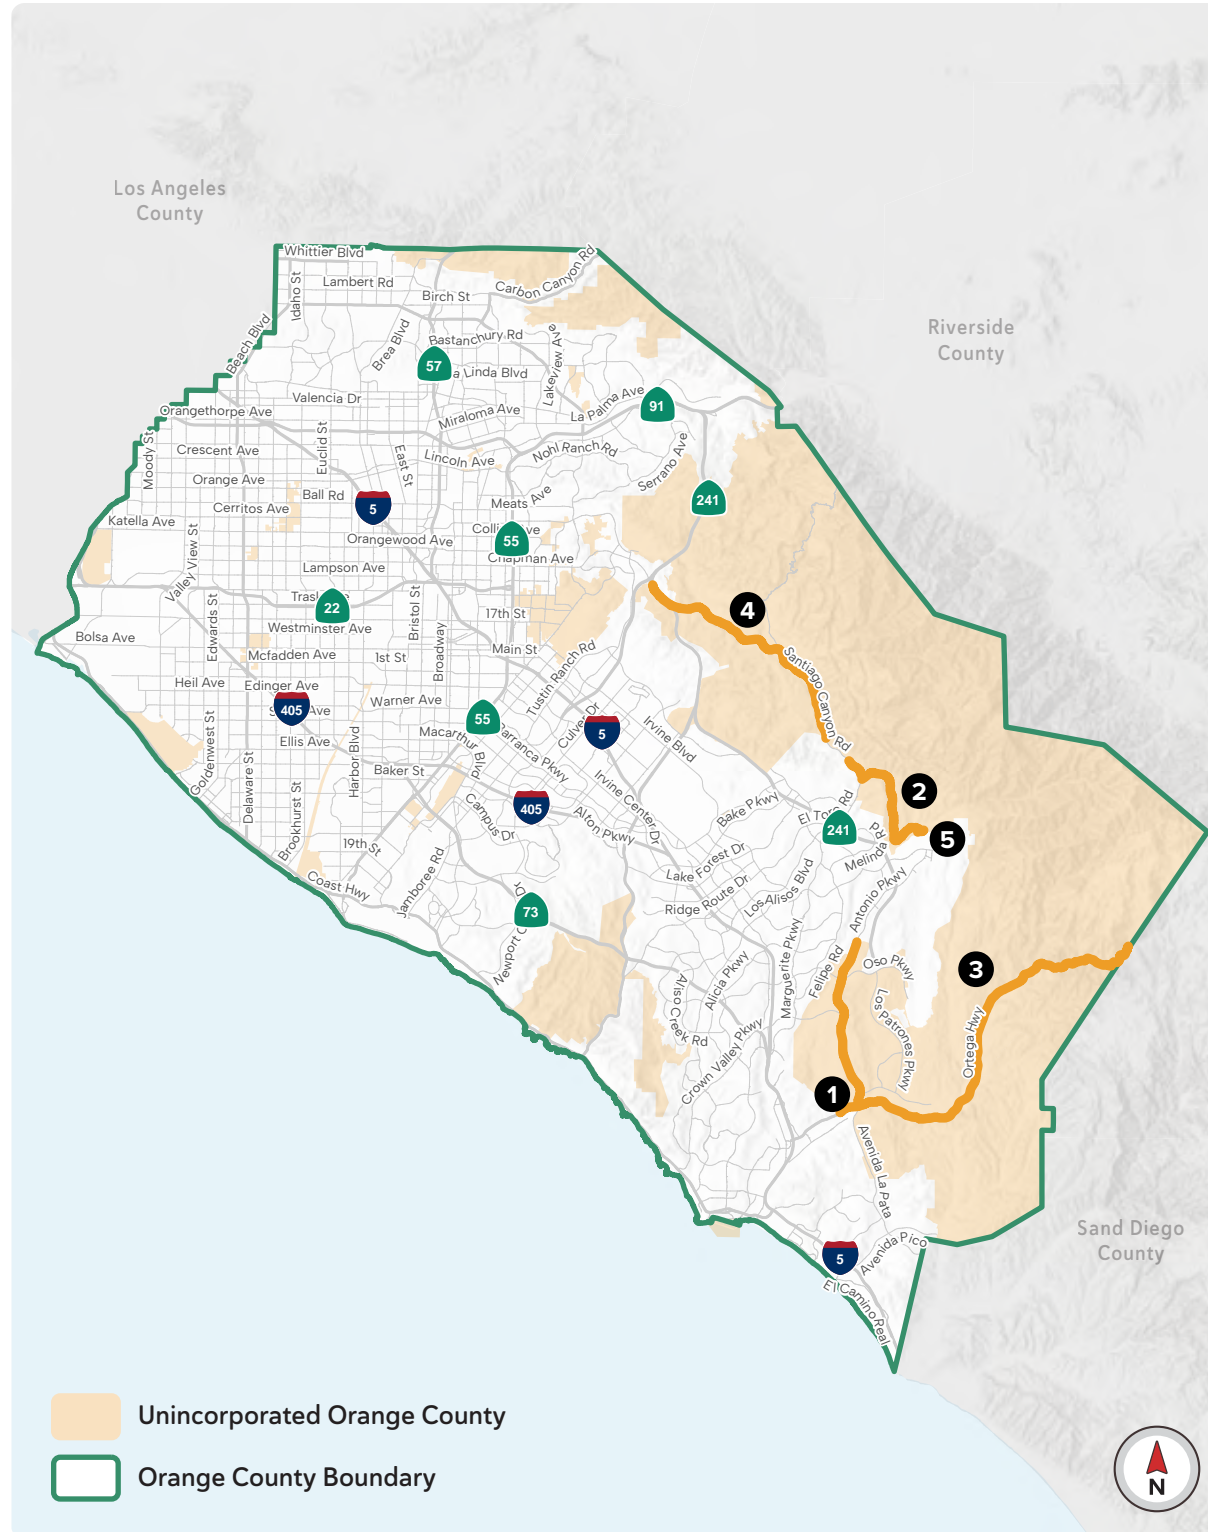 Los Angeles
County
Riverside
County
Whittier Blvd
Lambert Rd
Idaho St
Birch St
Carbon Canyon Rd
Beach Blvd
Brea Blvd
Bastanchury Rd
57
a Linda Blvd
Lakeview Ave
Valencia Dr
Orangethorpe Ave
Miraloma Ave
La Palma Ave
91
Moody St
Crescent Ave
Euclid St
East St
Lincoln Ave
Nohl Ranch Rd
Serrano Ave
Orange Ave
Ball Rd
Meats Ave
241
Cerritos Ave
5
Katella Ave
Valley View St
Orangewood Ave
55
Chapman Ave
Lampson Ave
22
Westminster Ave
Edwards St
Bristol St
17th St
4
Bolsa Ave
Mcfadden Ave
1st St
Broadway
Main St
Tustin Ranch Rd
Santiago Canyon Rd
Heil Ave
Edinger Ave
Warner Ave
405
Ave
Goldenwest St
Ellis Ave
Harbor Blvd
Macarthur Blvd
55
Barranca Pkwy
Culver Dr
5
Irvine Blvd
Delaware St
Brookhurst St
Baker St
405
Irvine Center Dr
Campus Dr
Alton Pkwy
Bake Pkwy
El Toro Rd
241
2
5
Melinda Rd
19th St
Jamboree Rd
Lake Forest Dr
Los Alisos Blvd
Ridge Route Dr
Antonio Pkwy
Coast Hwy
73
Newport C
Dr
Marguerite Pkwy
Felipe Rd
Oso Pkwy
3
Alicia Pkwy
Aliso Creek Rd
Los Patrones Pkwy
Ortega Hwy
Crown Valley Pkwy
1
Avenida La Pata
Avenida Pico
5
El Camino Real
Sand Diego
County
Unincorporated Orange County
Orange County Boundary
N